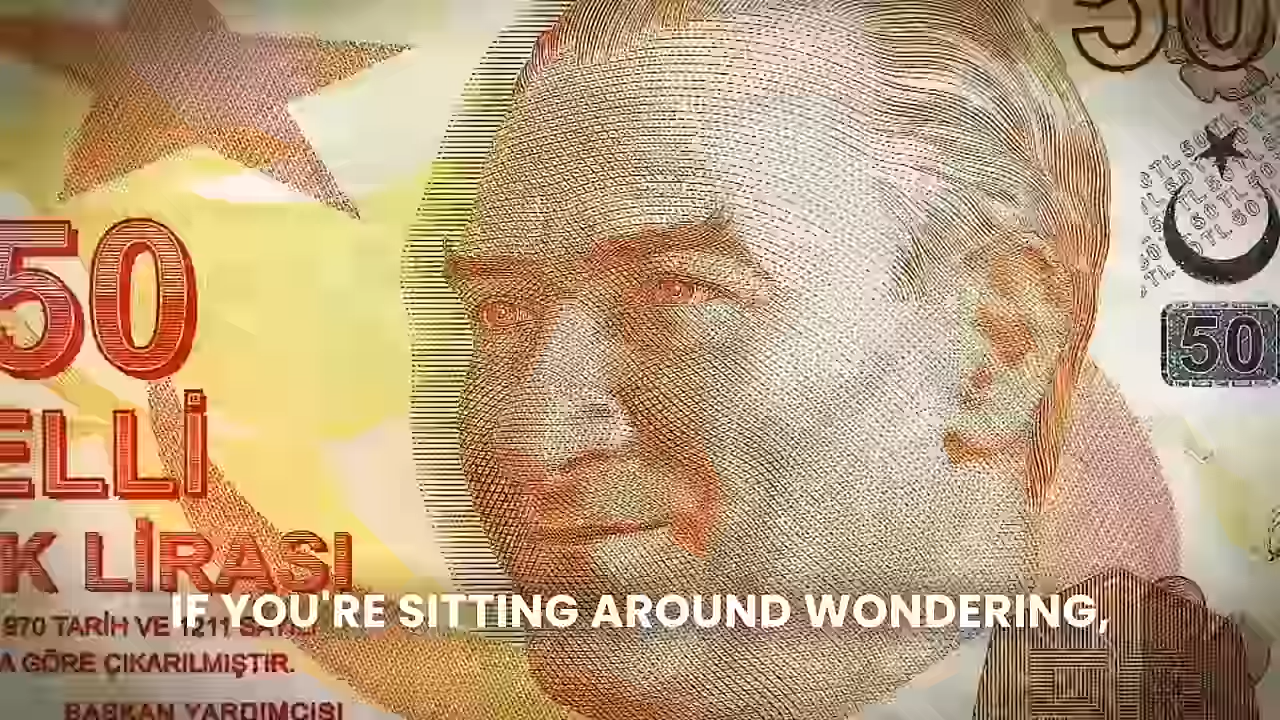 50
50
ELLİ
K LİRASI
IF YOU'RE SITTING AROUND WONDERING,
970 TARİH VE 1211 SAYILI
A GÖRE ÇIKARILMIŞTIR.
BAŞKAN YARDIMCISI
50